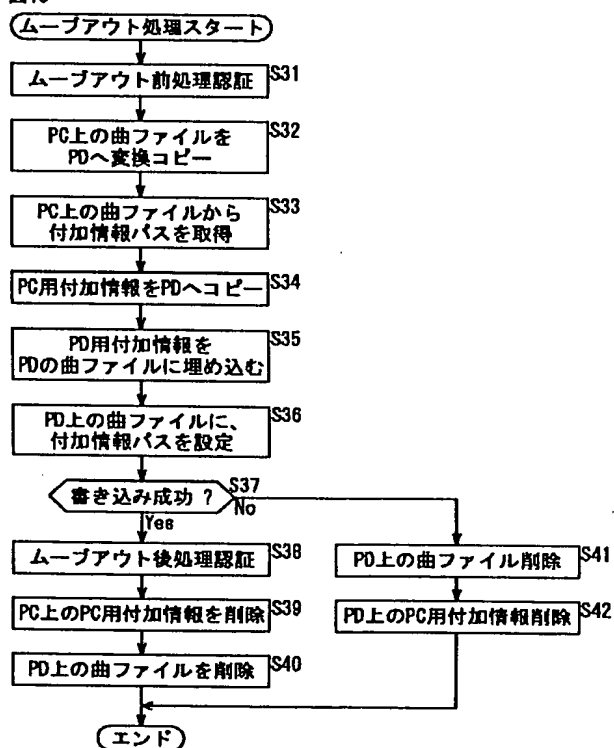 ムーブアウト処理スタート
ムーブアウト前処理認証
S31
PC上の曲ファイルを
PDへ変換コピー
S32
PC上の曲ファイルから
付加情報パスを取得
S33
PC用付加情報をPDへコピー
S34
PD用付加情報を
PDの曲ファイルに埋め込む
S35
PD上の曲ファイルに、
付加情報パスを設定
S36
書き込み成功 ?
S37
No
Yes
ムーブアウト後処理認証
S38
PD上の曲ファイル削除
S41
PC上のPC用付加情報を削除
S39
PD上のPC用付加情報削除
S42
PD上の曲ファイルを削除
S40
エンド